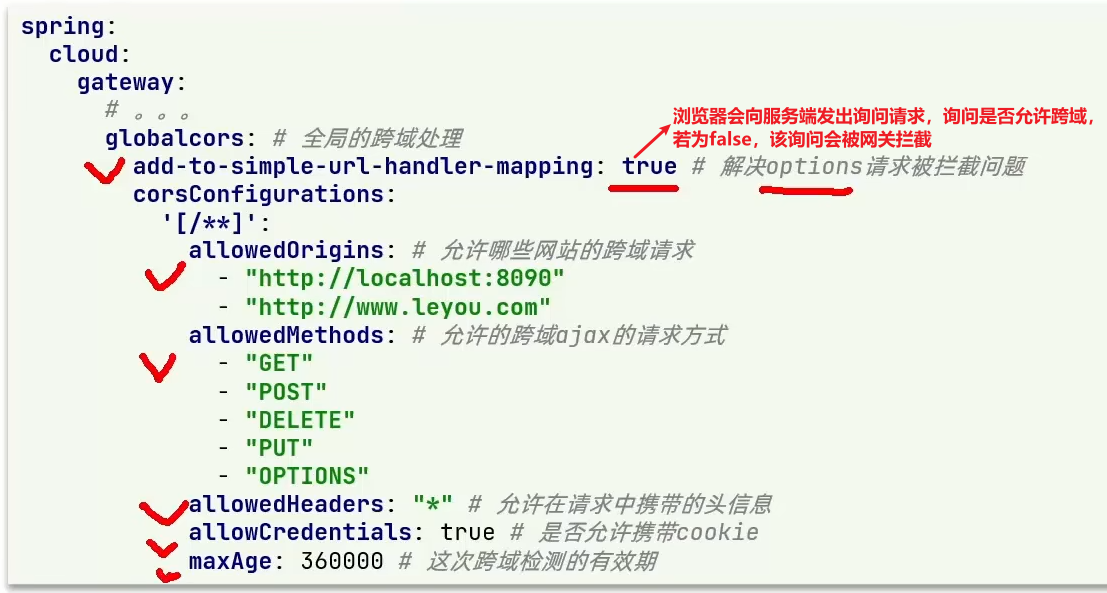 spring:
cloud:
gateway:
# 。。。
浏览器会向服务端发出询问请求，询问是否允许跨域，
若为false，该询问会被网关拦截
globalcors: # 全局的跨域处理
add-to-simple-url-handler-mapping: true # 解决options请求被拦截问题
corsConfigurations:
'[/**]':
allowedOrigins: # 允许哪些网站的跨域请求
- "http://localhost:8090"
- "http://www.leyou.com"
allowedMethods: # 允许的跨域ajax的请求方式
- "GET"
- "POST"
- "DELETE"
- "PUT"
- "OPTIONS"
allowedHeaders: "*" # 允许在请求中携带的头信息
allowCredentials: true # 是否允许携带cookie
maxAge: 360000 # 这次跨域检测的有效期